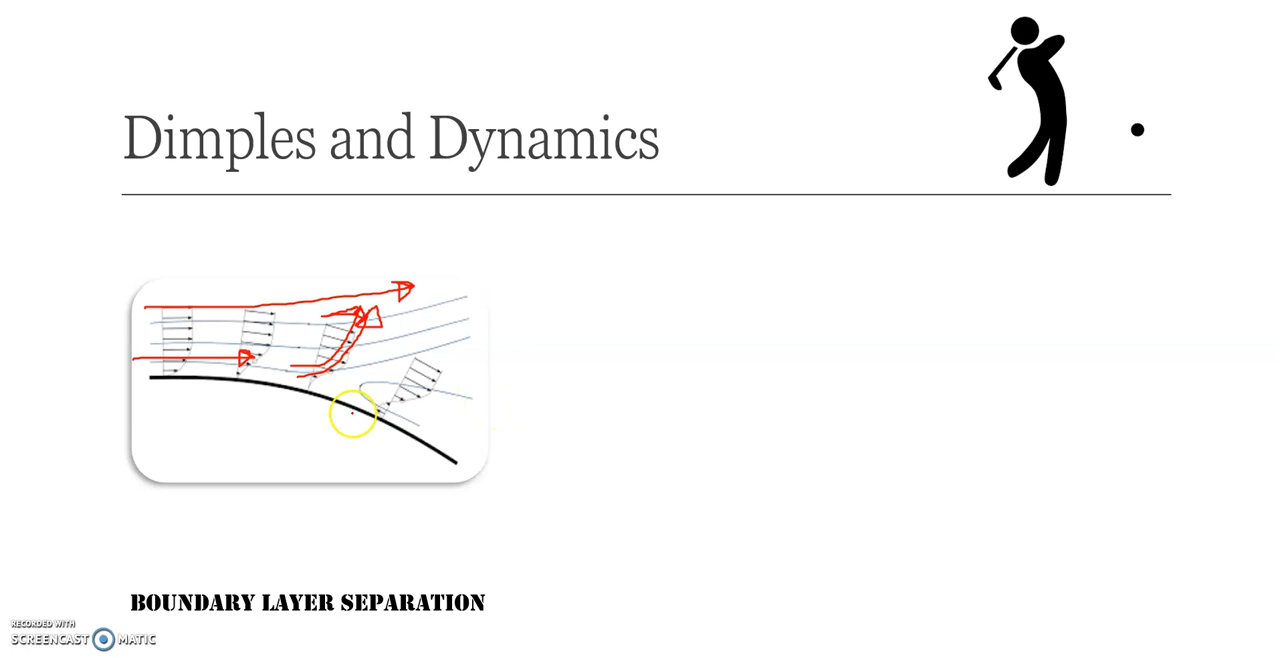 Dimples and Dynamics
BOUNDARY LAYER SEPARATION
RECORDED WITH
SCREENCAST MATIC